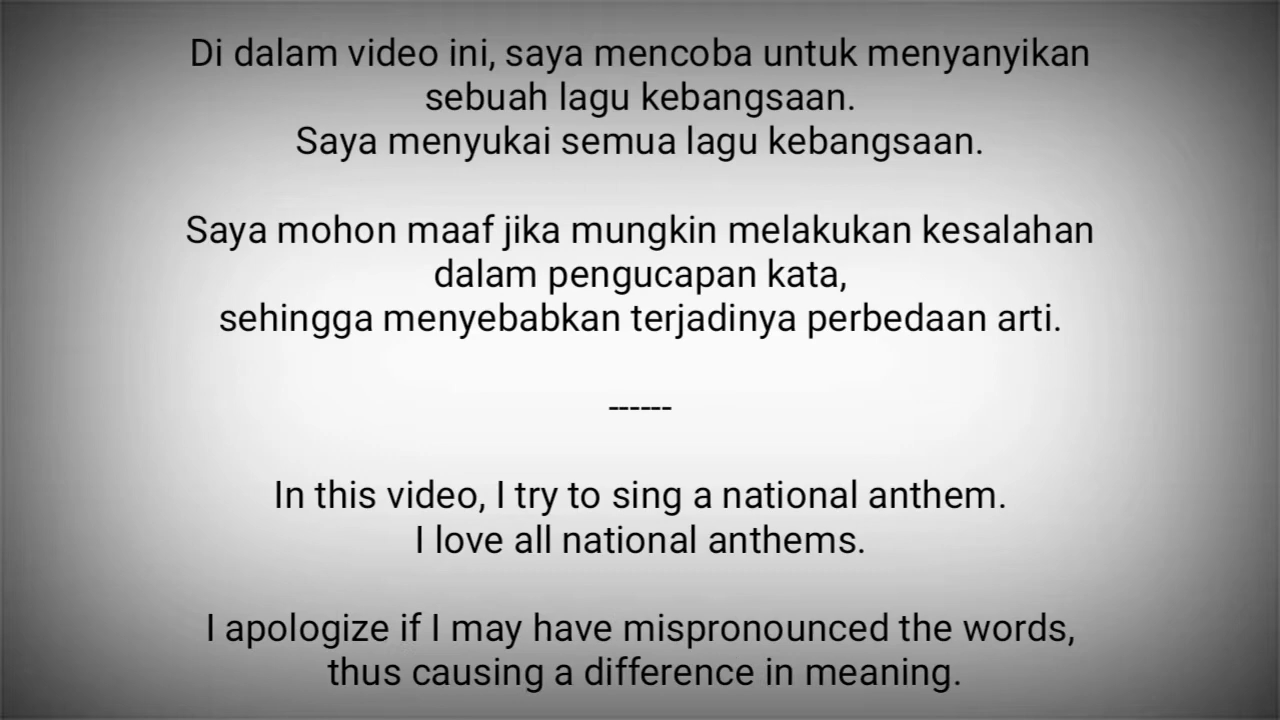 Di dalam video ini, saya mencoba untuk menyanyikan
sebuah lagu kebangsaan.
Saya menyukai semua lagu kebangsaan.
Saya mohon maaf jika mungkin melakukan kesalahan
dalam pengucapan kata,
sehingga menyebabkan terjadinya perbedaan arti.
------
In this video, I try to sing a national anthem.
I love all national anthems.
I apologize if I may have mispronounced the words,
thus causing a difference in meaning.